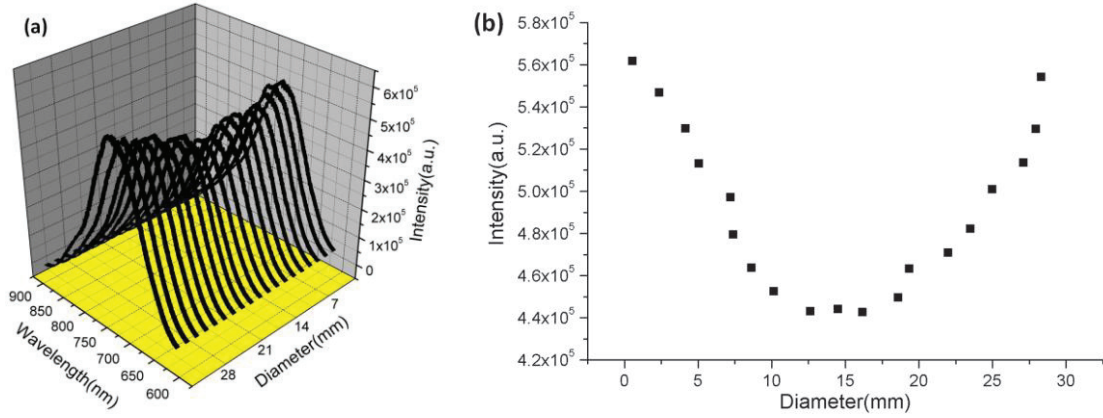 (a)
6x10⁵
5x10⁵
4x10⁵
3x10⁵
2x10⁵
1x10⁵
0
Intensity(a.u.)
900
850
800
750
700
650
600
Wavelength(nm)
28
21
14
7
Diameter(mm)
(b)
5.8x10⁵
5.6x10⁵
5.4x10⁵
5.2x10⁵
5.0x10⁵
4.8x10⁵
4.6x10⁵
4.4x10⁵
4.2x10⁵
Intensity(a.u.)
0 5 10 15 20 25 30
Diameter(mm)